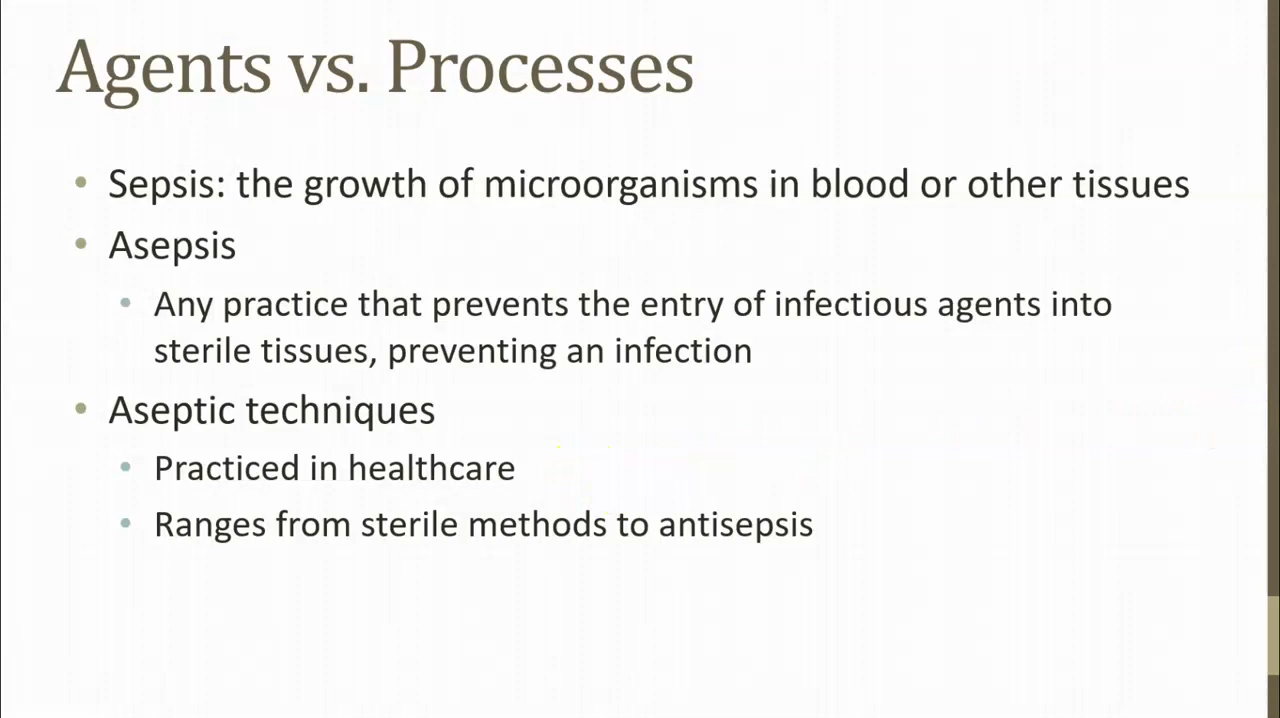 Agents vs. Processes
• Sepsis: the growth of microorganisms in blood or other tissues
• Asepsis
• Any practice that prevents the entry of infectious agents into
sterile tissues, preventing an infection
• Aseptic techniques
• Practiced in healthcare
• Ranges from sterile methods to antisepsis